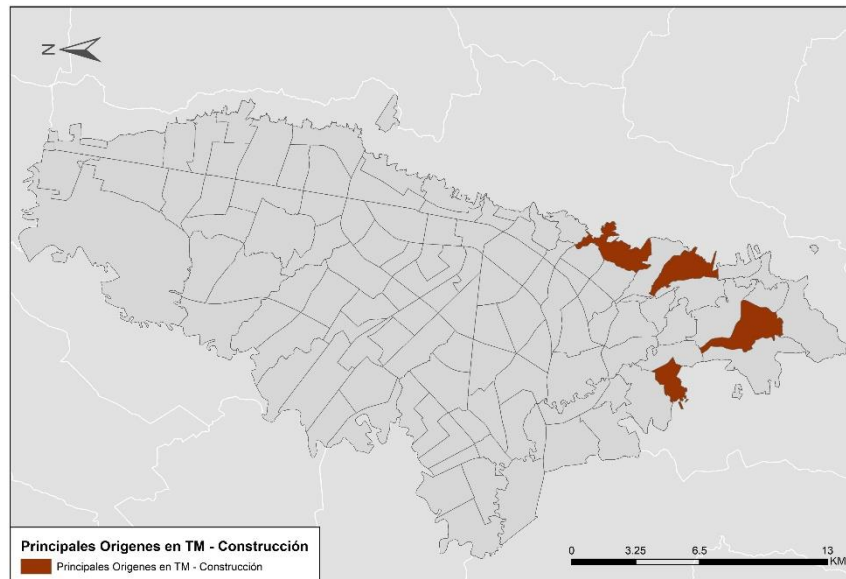 N
Principales Origenes en TM - Construcción
Principales Origenes en TM - Construcción
0 3.25 6.5 13
KM